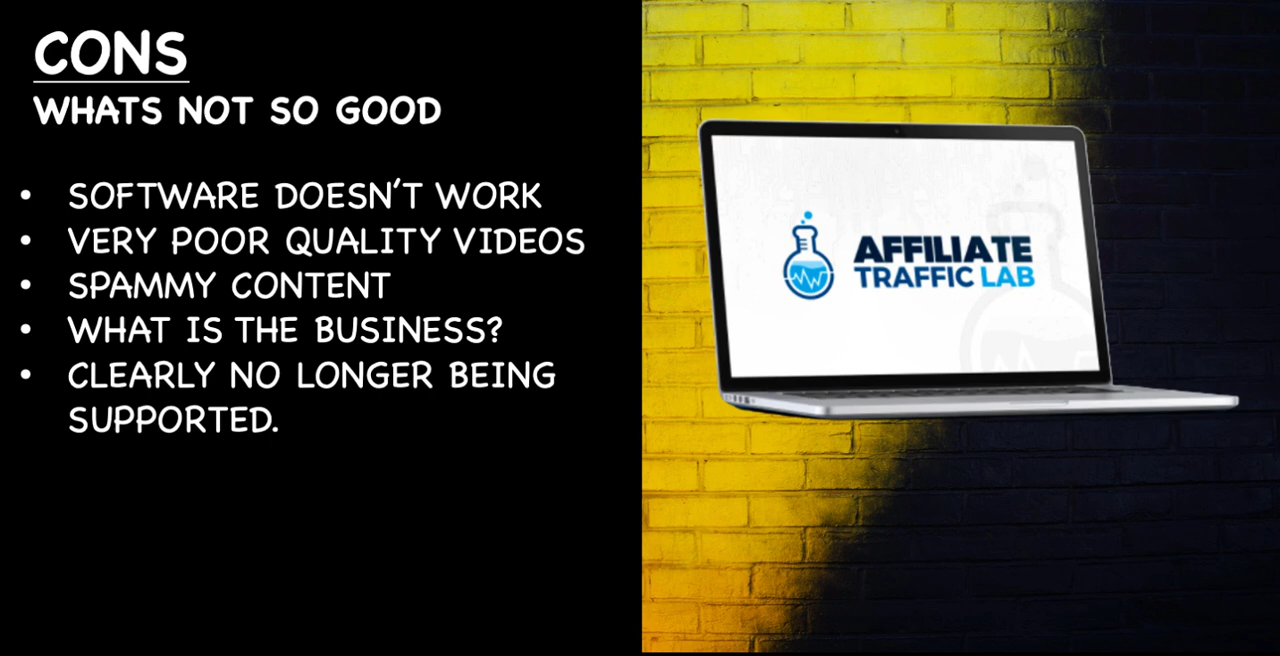 CONS
WHATS NOT SO GOOD
• SOFTWARE DOESN'T WORK
• VERY POOR QUALITY VIDEOS
• SPAMMY CONTENT
• WHAT IS THE BUSINESS?
• CLEARLY NO LONGER BEING
SUPPORTED.
AFFILIATE
TRAFFIC LAB